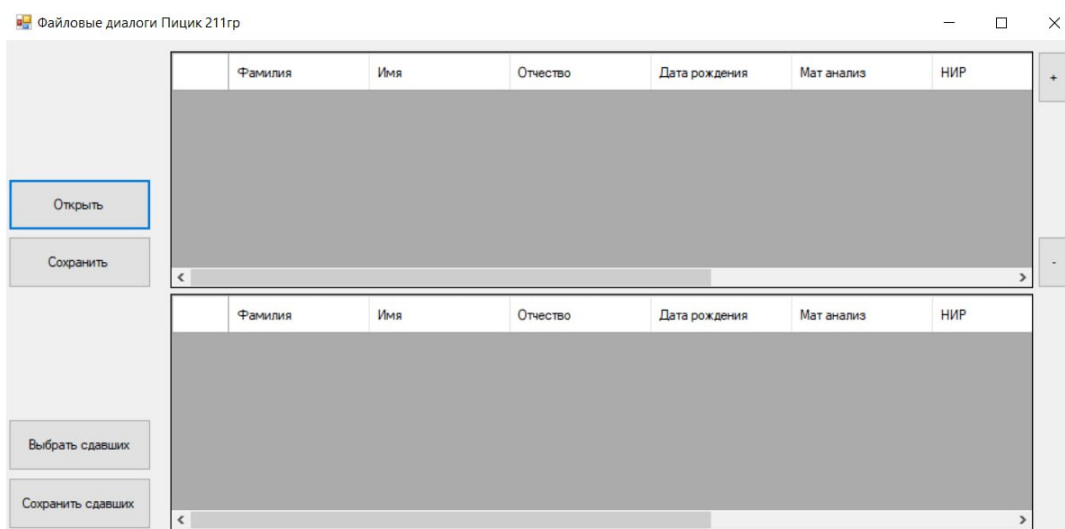 Файловые диалоги Пицик 211гр
Фамилия Имя Отчество Дата рождения Мат анализ НИР
+
Открыть
Сохранить
-
Фамилия Имя Отчество Дата рождения Мат анализ НИР
Выбрать сдавших
Сохранить сдавших